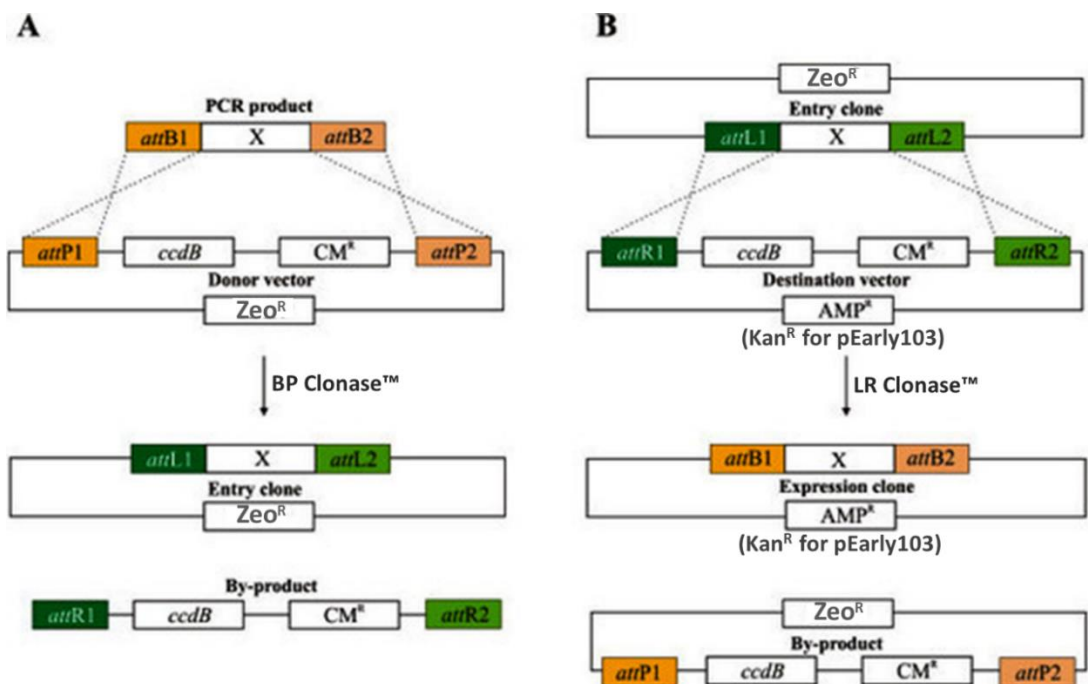 A
PCR product
attB1 X attB2
attP1 ccdB CMᴿ attP2
Donor vector
Zeoᴿ
BP Clonase™
attL1 X attL2
Entry clone
Zeoᴿ
By-product
attR1 ccdB CMᴿ attR2
B
Zeoᴿ
Entry clone
attL1 X attL2
attR1 ccdB CMᴿ attR2
Destination vector
AMPᴿ
(Kanᴿ for pEarly103)
LR Clonase™
attB1 X attB2
Expression clone
AMPᴿ
(Kanᴿ for pEarly103)
Zeoᴿ
By-product
attP1 ccdB CMᴿ attP2